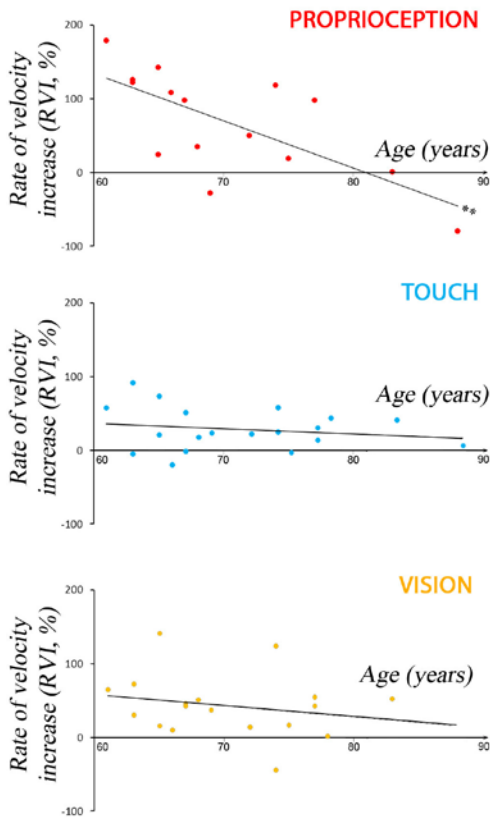 PROPRIOCEPTION
Rate of velocity
increase (RVI, %)
200
100
0
-100
Age (years)
60
70
80
90
**
TOUCH
Rate of velocity
increase (RVI, %)
200
100
0
-100
Age (years)
60
70
80
90
VISION
Rate of velocity
increase (RVI, %)
200
100
0
-100
Age (years)
60
70
80
90